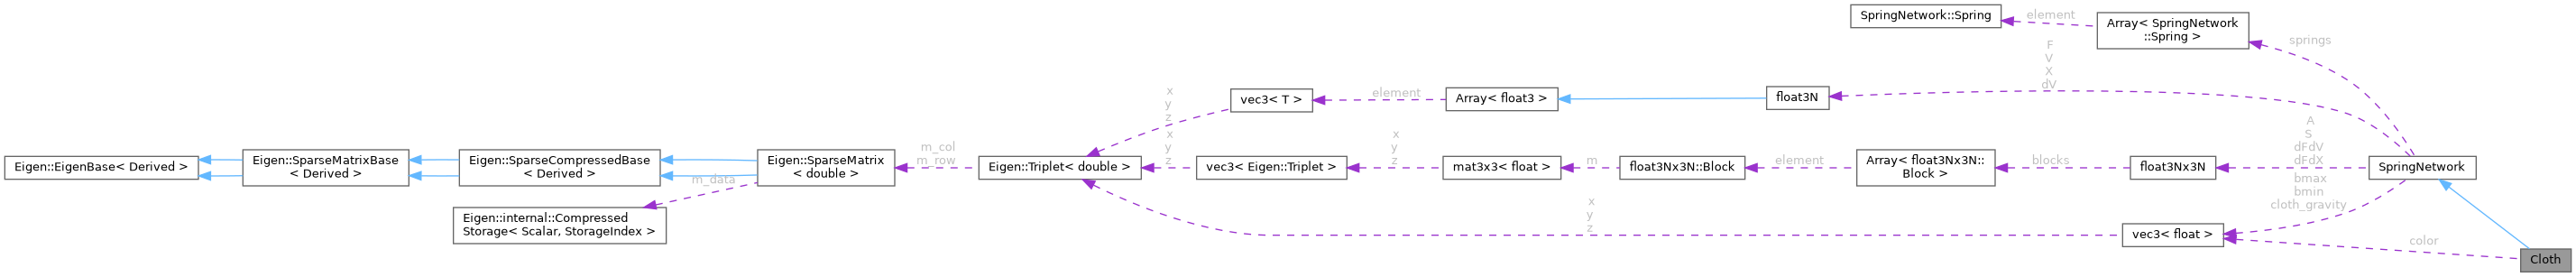 SpringNetwork::Spring
element
Array< SpringNetwork
::Spring >
springs
F
V
X
dV
x
y
z
vec3< T >
element
Array< float3 >
float3N
A
S
dFdV
dFdX
Eigen::EigenBase< Derived >
Eigen::SparseMatrixBase
< Derived >
Eigen::SparseCompressedBase
< Derived >
Eigen::SparseMatrix
< double >
m_col
m_row
Eigen::Triplet< double >
x
y
z
vec3< Eigen::Triplet >
x
y
z
mat3x3< float >
m
float3Nx3N::Block
element
Array< float3Nx3N::
Block >
blocks
float3Nx3N
SpringNetwork
m_data
bmax
bmin
cloth_gravity
Eigen::internal::Compressed
Storage< Scalar, StorageIndex >
x
y
z
vec3< float >
color
Cloth